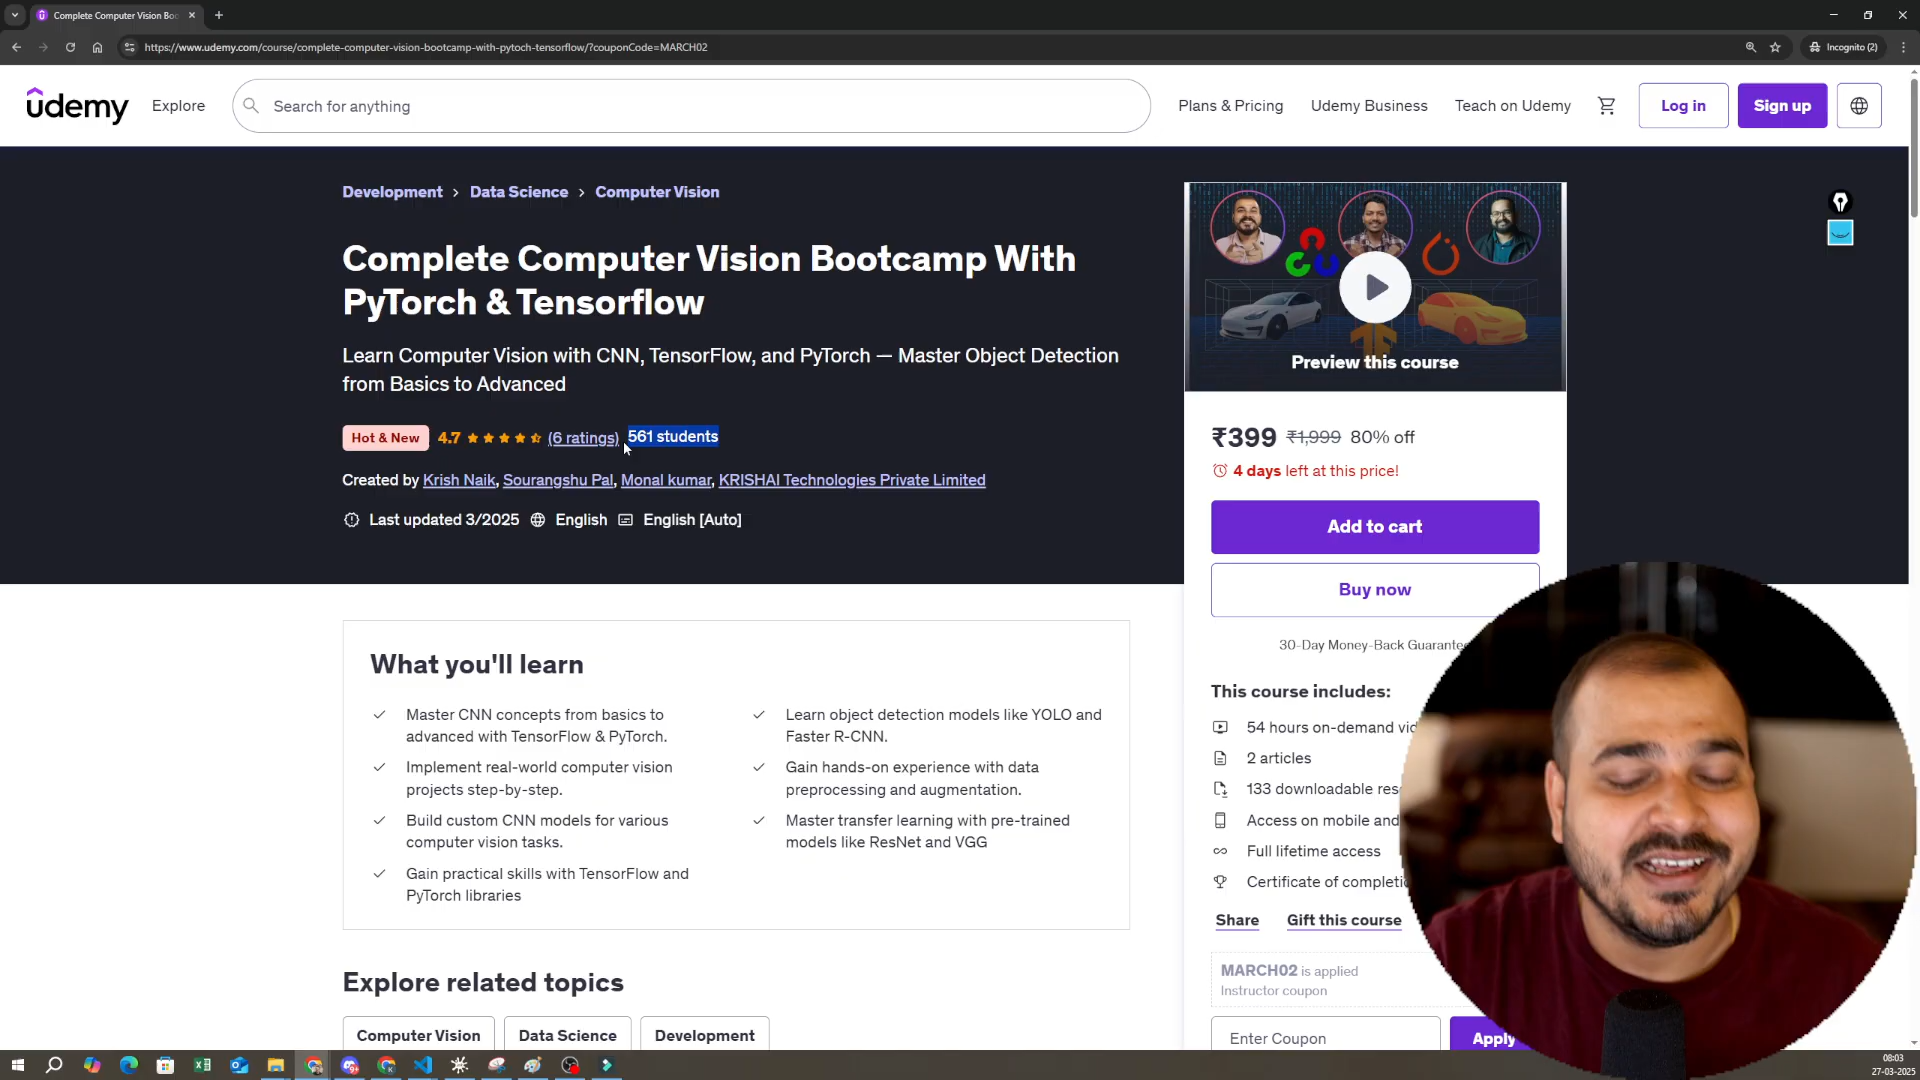 Complete Computer Vision Boo
https://www.udemy.com/course/complete-computer-vision-bootcamp-with-pytoch-tensorflow/?couponCode=MARCH02
Incognito (2)
udemy
Explore
Search for anything
Plans & Pricing
Udemy Business
Teach on Udemy
Log in
Sign up
Development > Data Science > Computer Vision
Complete Computer Vision Bootcamp With
PyTorch & Tensorflow
Learn Computer Vision with CNN, TensorFlow, and PyTorch — Master Object Detection
from Basics to Advanced
Hot & New 4.7 (6 ratings) 561 students
Created by Krish Naik, Sourangshu Pal, Monal kumar, KRISHAI Technologies Private Limited
Last updated 3/2025 English English [Auto]
Preview this course
₹399 ₹1,999 80% off
4 days left at this price!
Add to cart
Buy now
30-Day Money-Back Guarantee
This course includes:
54 hours on-demand vid
2 articles
133 downloadable res
Access on mobile and
Full lifetime access
Certificate of completio
Share
Gift this course
MARCH02 is applied
Instructor coupon
Enter Coupon
Apply
What you'll learn
Master CNN concepts from basics to
advanced with TensorFlow & PyTorch.
Implement real-world computer vision
projects step-by-step.
Build custom CNN models for various
computer vision tasks.
Gain practical skills with TensorFlow and
PyTorch libraries
Learn object detection models like YOLO and
Faster R-CNN.
Gain hands-on experience with data
preprocessing and augmentation.
Master transfer learning with pre-trained
models like ResNet and VGG
Explore related topics
Computer Vision
Data Science
Development
08:03
27-03-2025